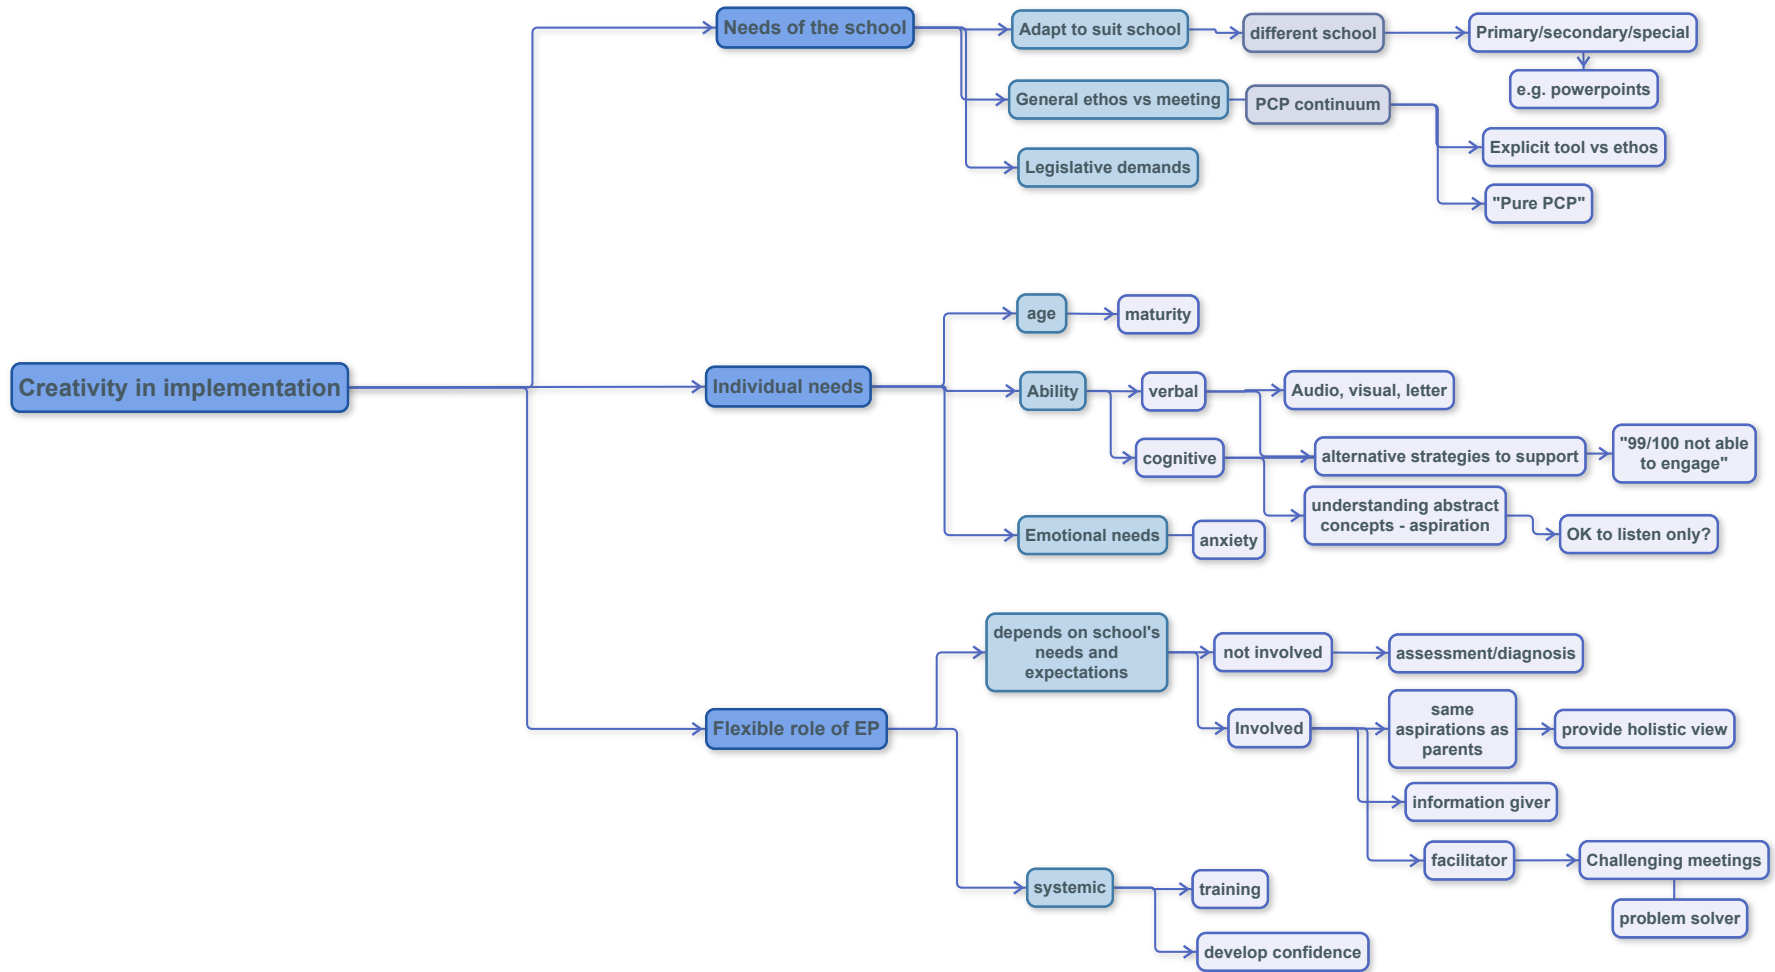 Creativity in implementation
Needs of the school
Adapt to suit school
different school
Primary/secondary/special
e.g. powerpoints
General ethos vs meeting
PCP continuum
Explicit tool vs ethos
"Pure PCP"
Legislative demands
Individual needs
age
maturity
Ability
verbal
Audio, visual, letter
cognitive
alternative strategies to support
"99/100 not able
to engage"
understanding abstract
concepts - aspiration
OK to listen only?
Emotional needs
anxiety
Flexible role of EP
depends on school's
needs and
expectations
not involved
assessment/diagnosis
Involved
same
aspirations as
parents
provide holistic view
information giver
facilitator
Challenging meetings
problem solver
systemic
training
develop confidence